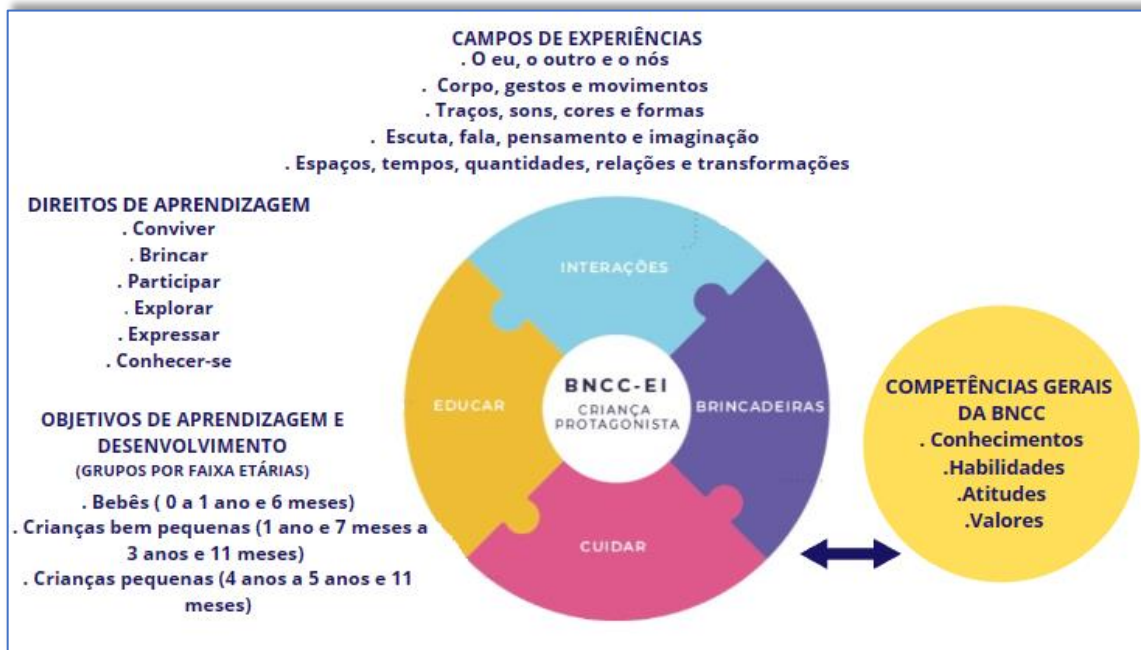 CAMPOS DE EXPERIÊNCIAS
. O eu, o outro e o nós
. Corpo, gestos e movimentos
. Traços, sons, cores e formas
. Escuta, fala, pensamento e imaginação
. Espaços, tempos, quantidades, relações e transformações
DIREITOS DE APRENDIZAGEM
. Conviver
. Brincar
. Participar
. Explorar
. Expressar
. Conhecer-se
OBJETIVOS DE APRENDIZAGEM E
DESENVOLVIMENTO
(GRUPOS POR FAIXA ETÁRIAS)
. Bebês ( 0 a 1 ano e 6 meses)
. Crianças bem pequenas (1 ano e 7 meses a
3 anos e 11 meses)
. Crianças pequenas (4 anos a 5 anos e 11
meses)
INTERAÇÕES
EDUCAR
BNCC-EI
CRIANÇA
PROTAGONISTA
BRINCADEIRAS
CUIDAR
COMPETÊNCIAS GERAIS
DA BNCC
. Conhecimentos
.Habilidades
.Atitudes
.Valores